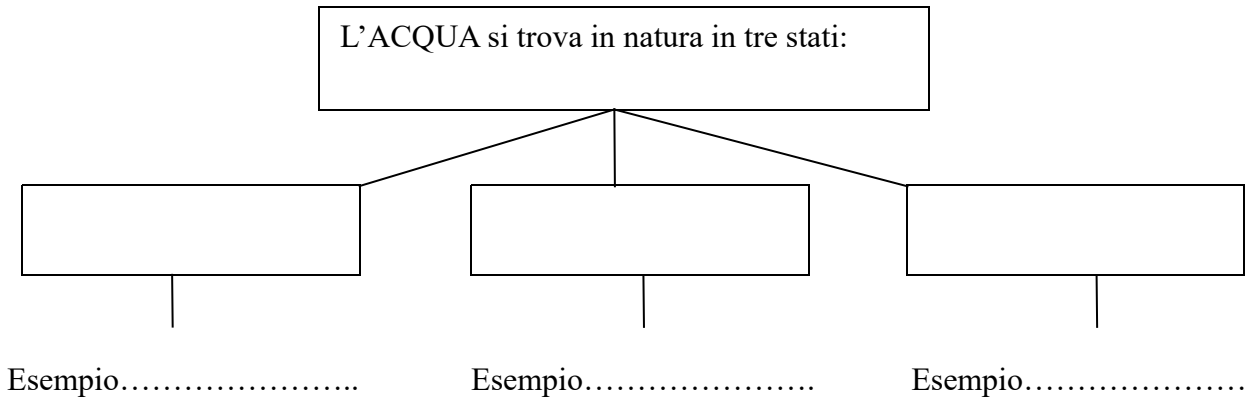 L’ACQUA si trova in natura in tre stati:
Esempio…………………..
Esempio………………….
Esempio…………………